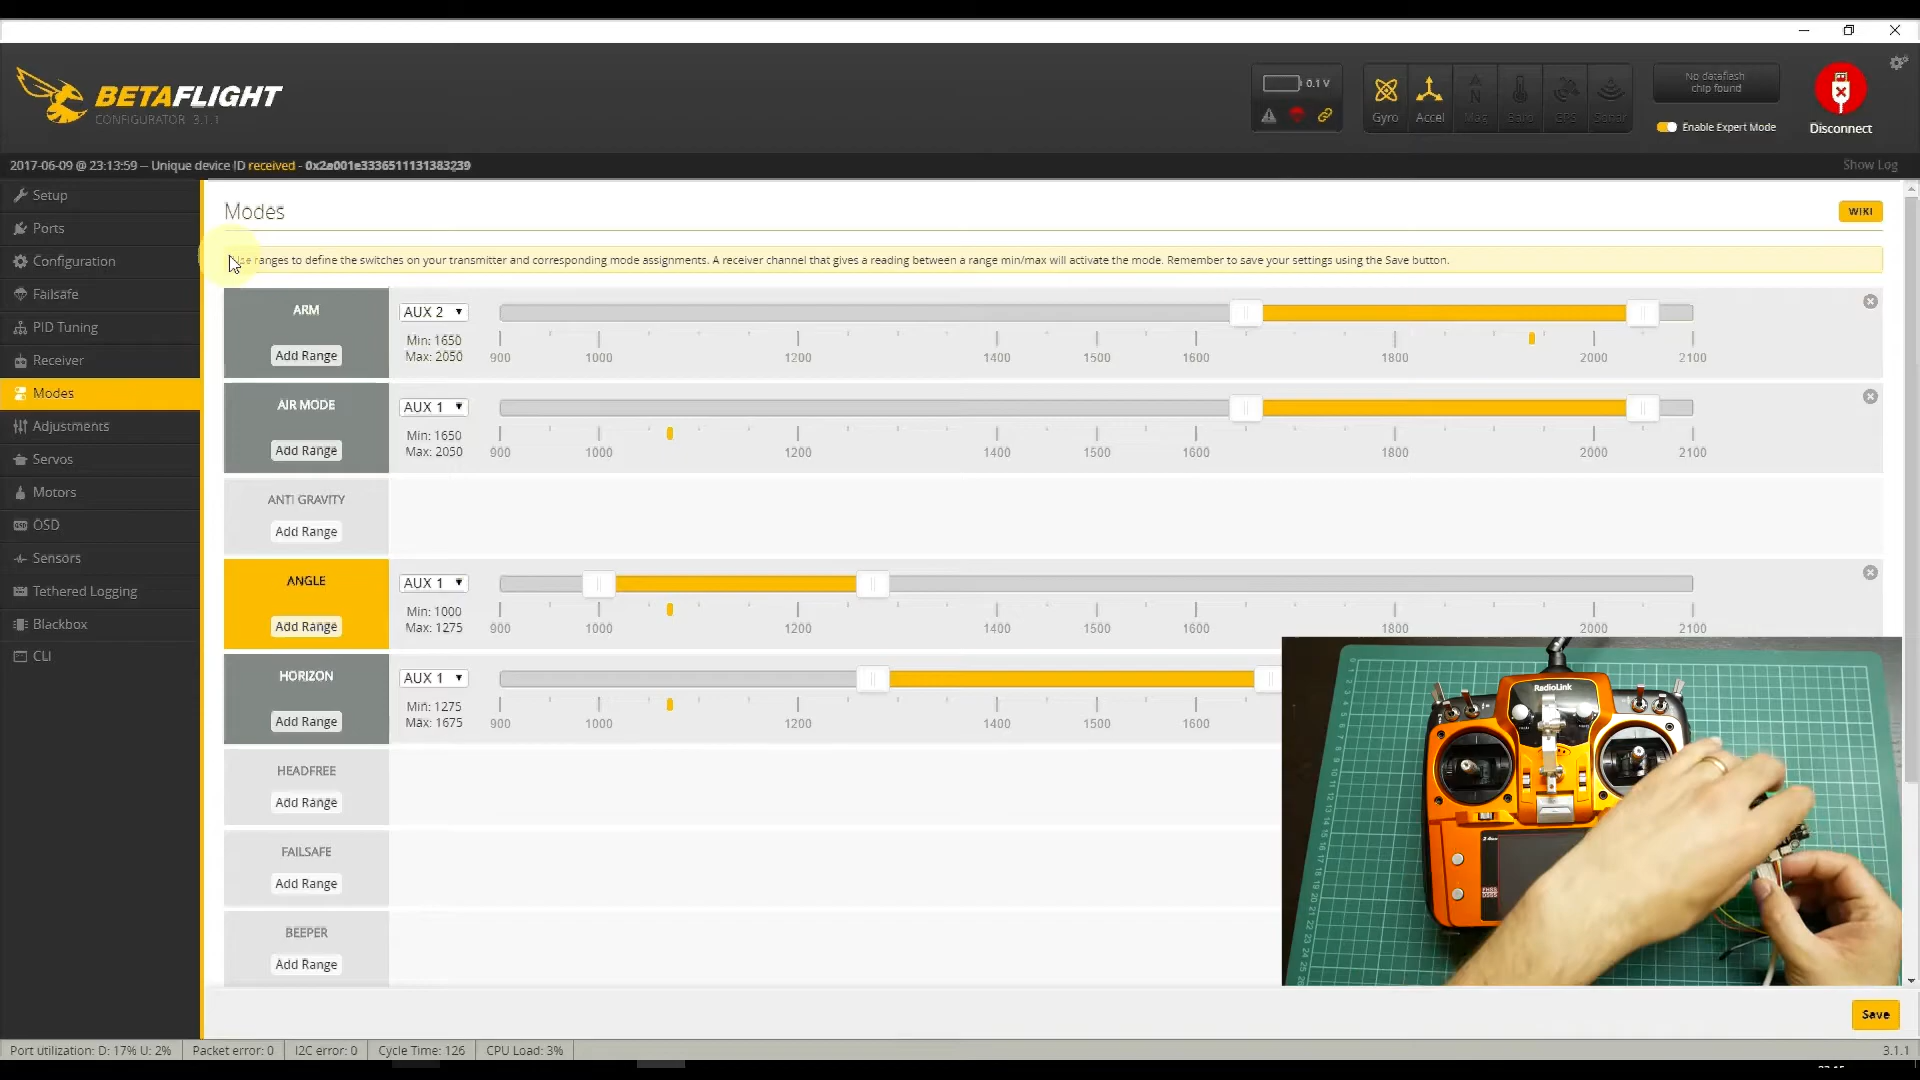 BETAFLIGHT
CONFIGURATOR 3.1.1
0.1 V
Gyro
Accel
Mag
Baro
GPS
Sonar
No dataflash
chip found
Enable Expert Mode
Disconnect
2017-06-09 @ 23:13:59 -- Unique device ID received - 0x2a001e3336511131383239
Show Log
Setup
Ports
Configuration
Failsafe
PID Tuning
Receiver
Modes
Adjustments
Servos
Motors
OSD
Sensors
Tethered Logging
Blackbox
CLI
Modes
WIKI
ranges to define the switches on your transmitter and corresponding mode assignments. A receiver channel that gives a reading between a range min/max will activate the mode. Remember to save your settings using the Save button.
ARM
Add Range
AUX 2
Min: 1650
Max: 2050
900 1000 1200 1400 1500 1600 1800 2000 2100
AIR MODE
Add Range
AUX 1
Min: 1650
Max: 2050
900 1000 1200 1400 1500 1600 1800 2000 2100
ANTI GRAVITY
Add Range
ANGLE
Add Range
AUX 1
Min: 1000
Max: 1275
900 1000 1200 1400 1500 1600 1800 2000 2100
HORIZON
Add Range
AUX 1
Min: 1275
Max: 1675
900 1000 1200 1400 1500 1600
HEADFREE
Add Range
FAILSAFE
Add Range
BEEPER
Add Range
RadioLink
Save
Port utilization: D: 17% U: 2%
Packet error: 0
I2C error: 0
Cycle Time: 126
CPU Load: 3%
3.1.1